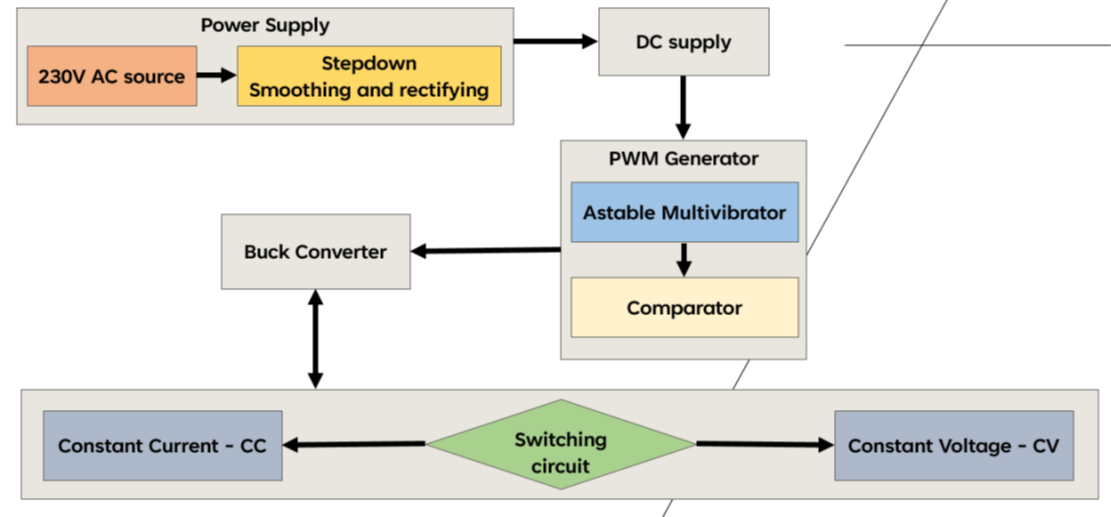 Power Supply
230V AC source
Stepdown
Smoothing and rectifying
DC supply
PWM Generator
Astable Multivibrator
Comparator
Buck Converter
Constant Current - CC
Switching
circuit
Constant Voltage - CV